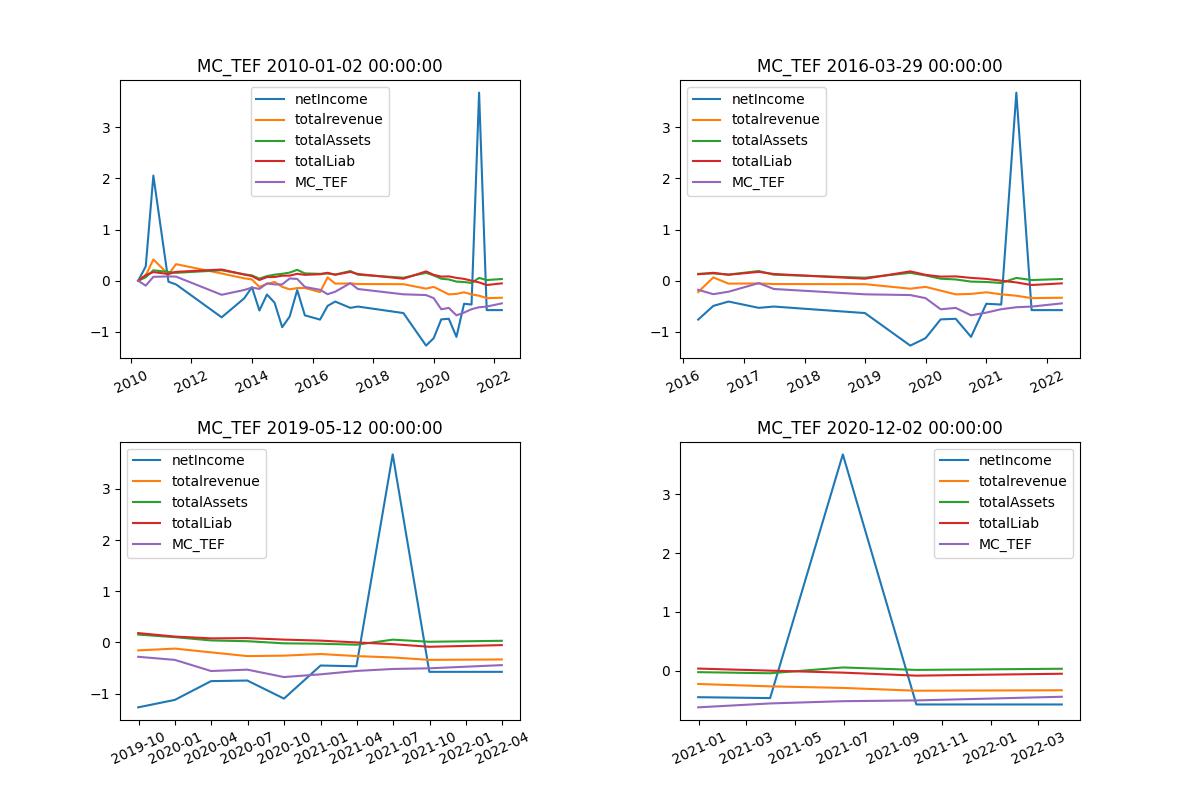 MC_TEF 2010-01-02 00:00:00
netIncome
totalrevenue
totalAssets
totalLiab
MC_TEF
3
2
1
0
−1
2010 2012 2014 2016 2018 2020 2022
MC_TEF 2016-03-29 00:00:00
netIncome
totalrevenue
totalAssets
totalLiab
MC_TEF
3
2
1
0
−1
2016 2017 2018 2019 2020 2021 2022
MC_TEF 2019-05-12 00:00:00
netIncome
totalrevenue
totalAssets
totalLiab
MC_TEF
3
2
1
0
−1
2019-10 2020-01 2020-04 2020-07 2020-10 2021-01 2021-04 2021-07 2021-10 2022-01 2022-04
MC_TEF 2020-12-02 00:00:00
netIncome
totalrevenue
totalAssets
totalLiab
MC_TEF
3
2
1
0
2021-01 2021-03 2021-05 2021-07 2021-09 2021-11 2022-01 2022-03